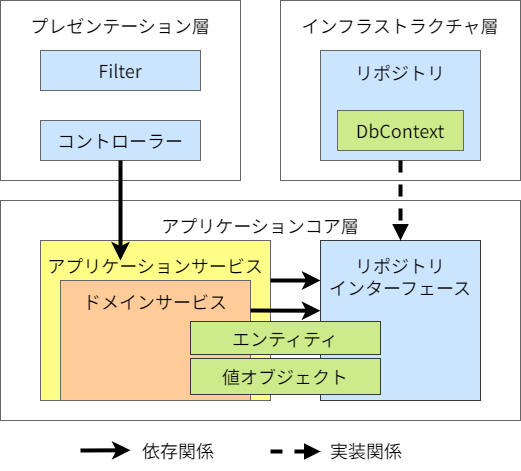 プレゼンテーション層
Filter
コントローラー
インフラストラクチャ層
リポジトリ
DbContext
アプリケーションコア層
アプリケーションサービス
ドメインサービス
リポジトリ
インターフェース
エンティティ
値オブジェクト
依存関係
実装関係